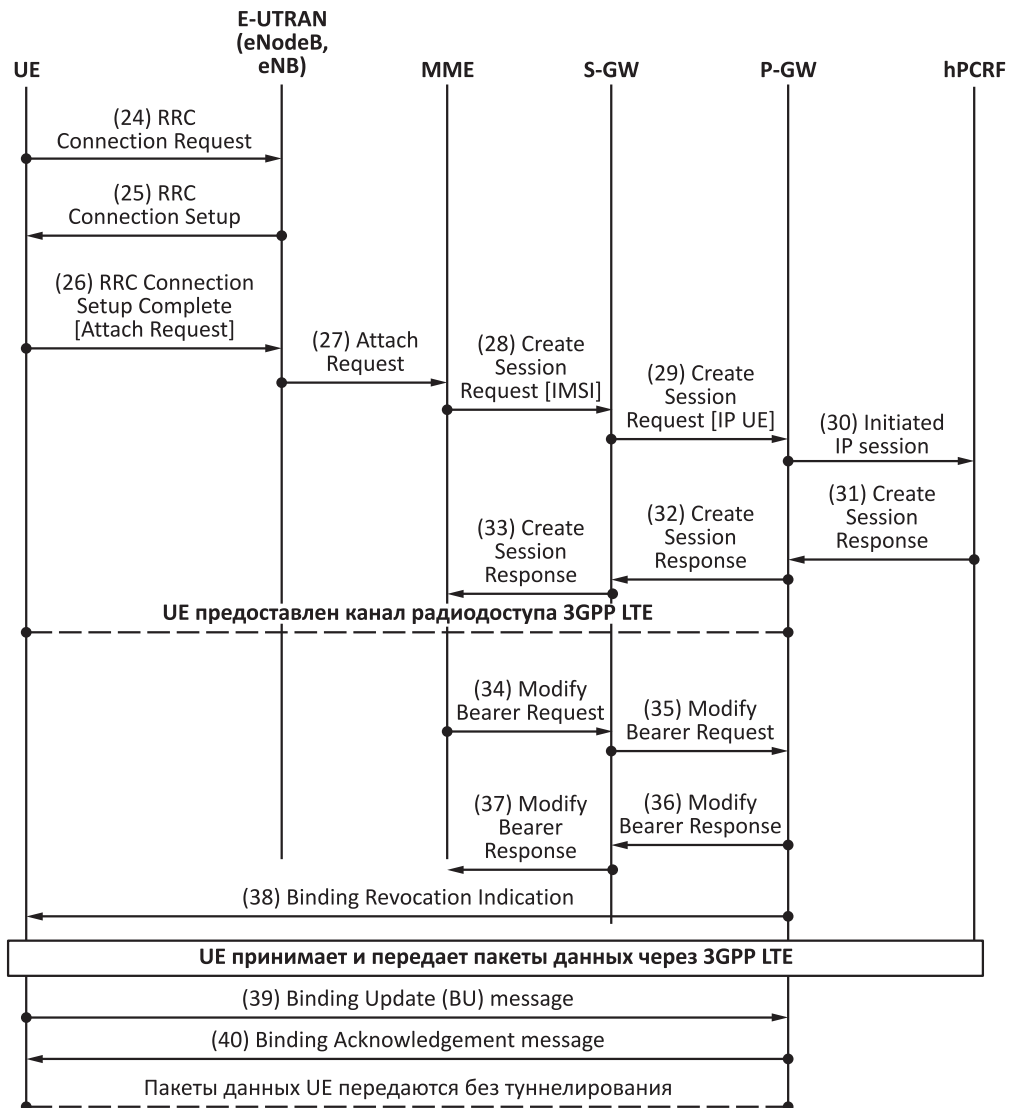 E-UTRAN
(eNodeB,
eNB)
UE
MME
S-GW
P-GW
hPCRF
(24) RRC
Connection Request
(25) RRC
Connection Setup
(26) RRC Connection
Setup Complete
[Attach Request]
(27) Attach
Request
(28) Create
Session
Request [IMSI]
(29) Create
Session
Request [IP UE]
(30) Initiated
IP session
(31) Create
Session
Response
(32) Create
Session
Response
(33) Create
Session
Response
UE предоставлен канал радиодоступа 3GPP LTE
(34) Modify
Bearer Request
(35) Modify
Bearer Request
(36) Modify
Bearer Response
(37) Modify
Bearer
Response
(38) Binding Revocation Indication
UE принимает и передает пакеты данных через 3GPP LTE
(39) Binding Update (BU) message
(40) Binding Acknowledgement message
Пакеты данных UE передаются без туннелирования